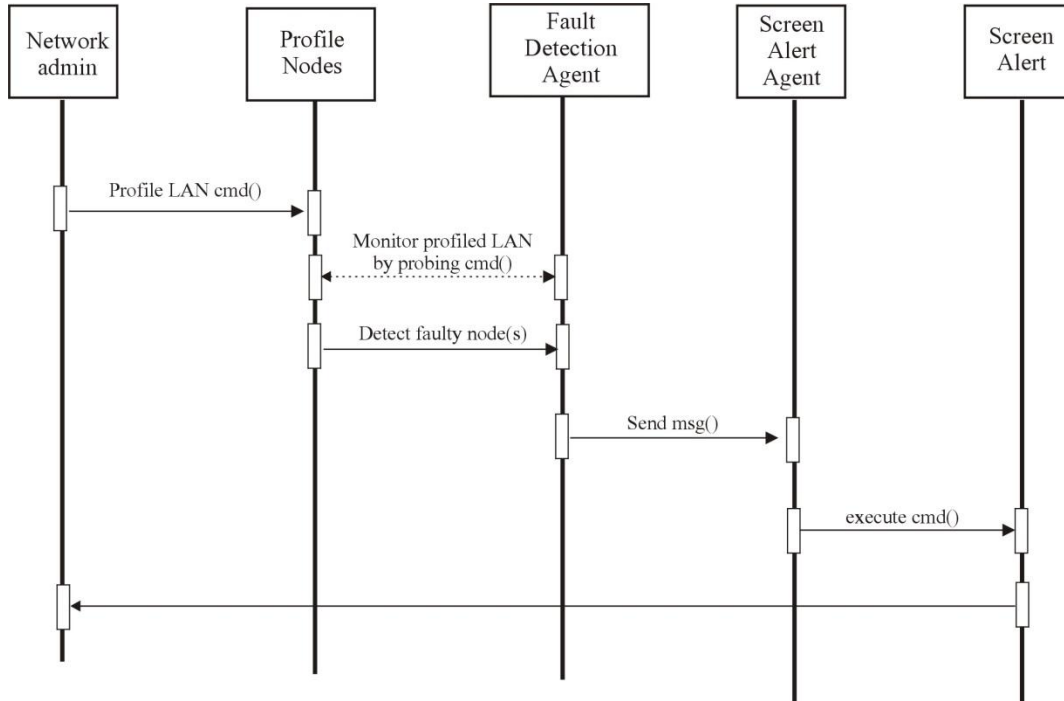 Network
admin
Profile
Nodes
Fault
Detection
Agent
Screen
Alert
Agent
Screen
Alert
Profile LAN cmd()
Monitor profiled LAN
by probing cmd()
Detect faulty node(s)
Send msg()
execute cmd()